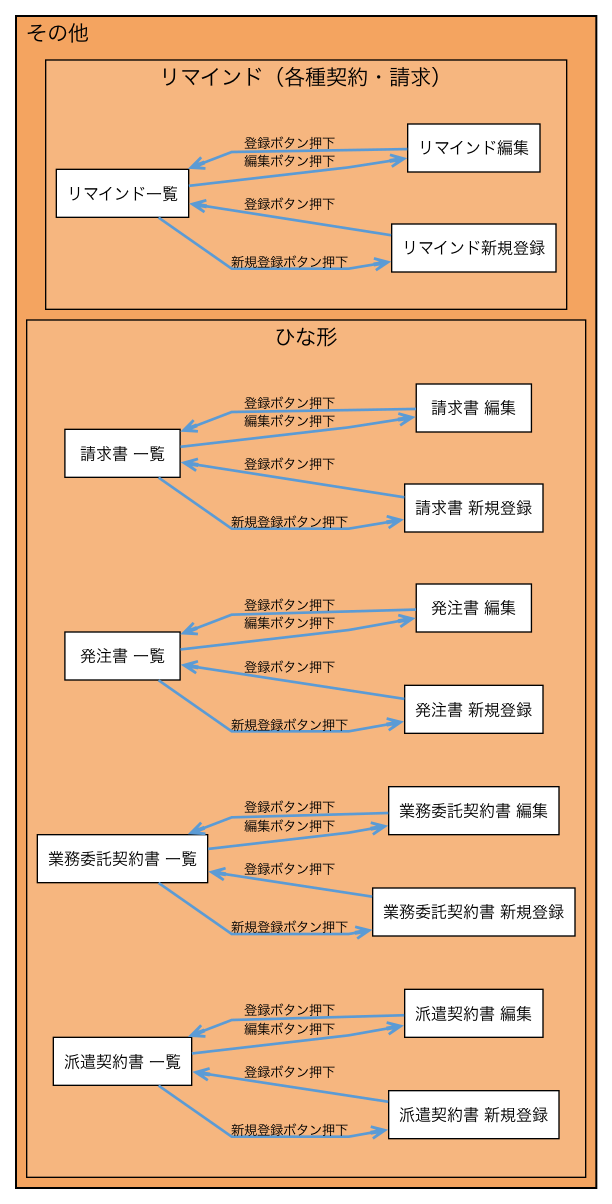 その他
リマインド（各種契約・請求）
登録ボタン押下
リマインド編集
編集ボタン押下
リマインド一覧
登録ボタン押下
リマインド新規登録
新規登録ボタン押下
ひな形
登録ボタン押下
請求書 編集
編集ボタン押下
請求書 一覧
登録ボタン押下
請求書 新規登録
新規登録ボタン押下
登録ボタン押下
発注書 編集
編集ボタン押下
発注書 一覧
登録ボタン押下
発注書 新規登録
新規登録ボタン押下
登録ボタン押下
業務委託契約書 編集
編集ボタン押下
業務委託契約書 一覧
登録ボタン押下
業務委託契約書 新規登録
新規登録ボタン押下
登録ボタン押下
派遣契約書 編集
編集ボタン押下
派遣契約書 一覧
登録ボタン押下
派遣契約書 新規登録
新規登録ボタン押下